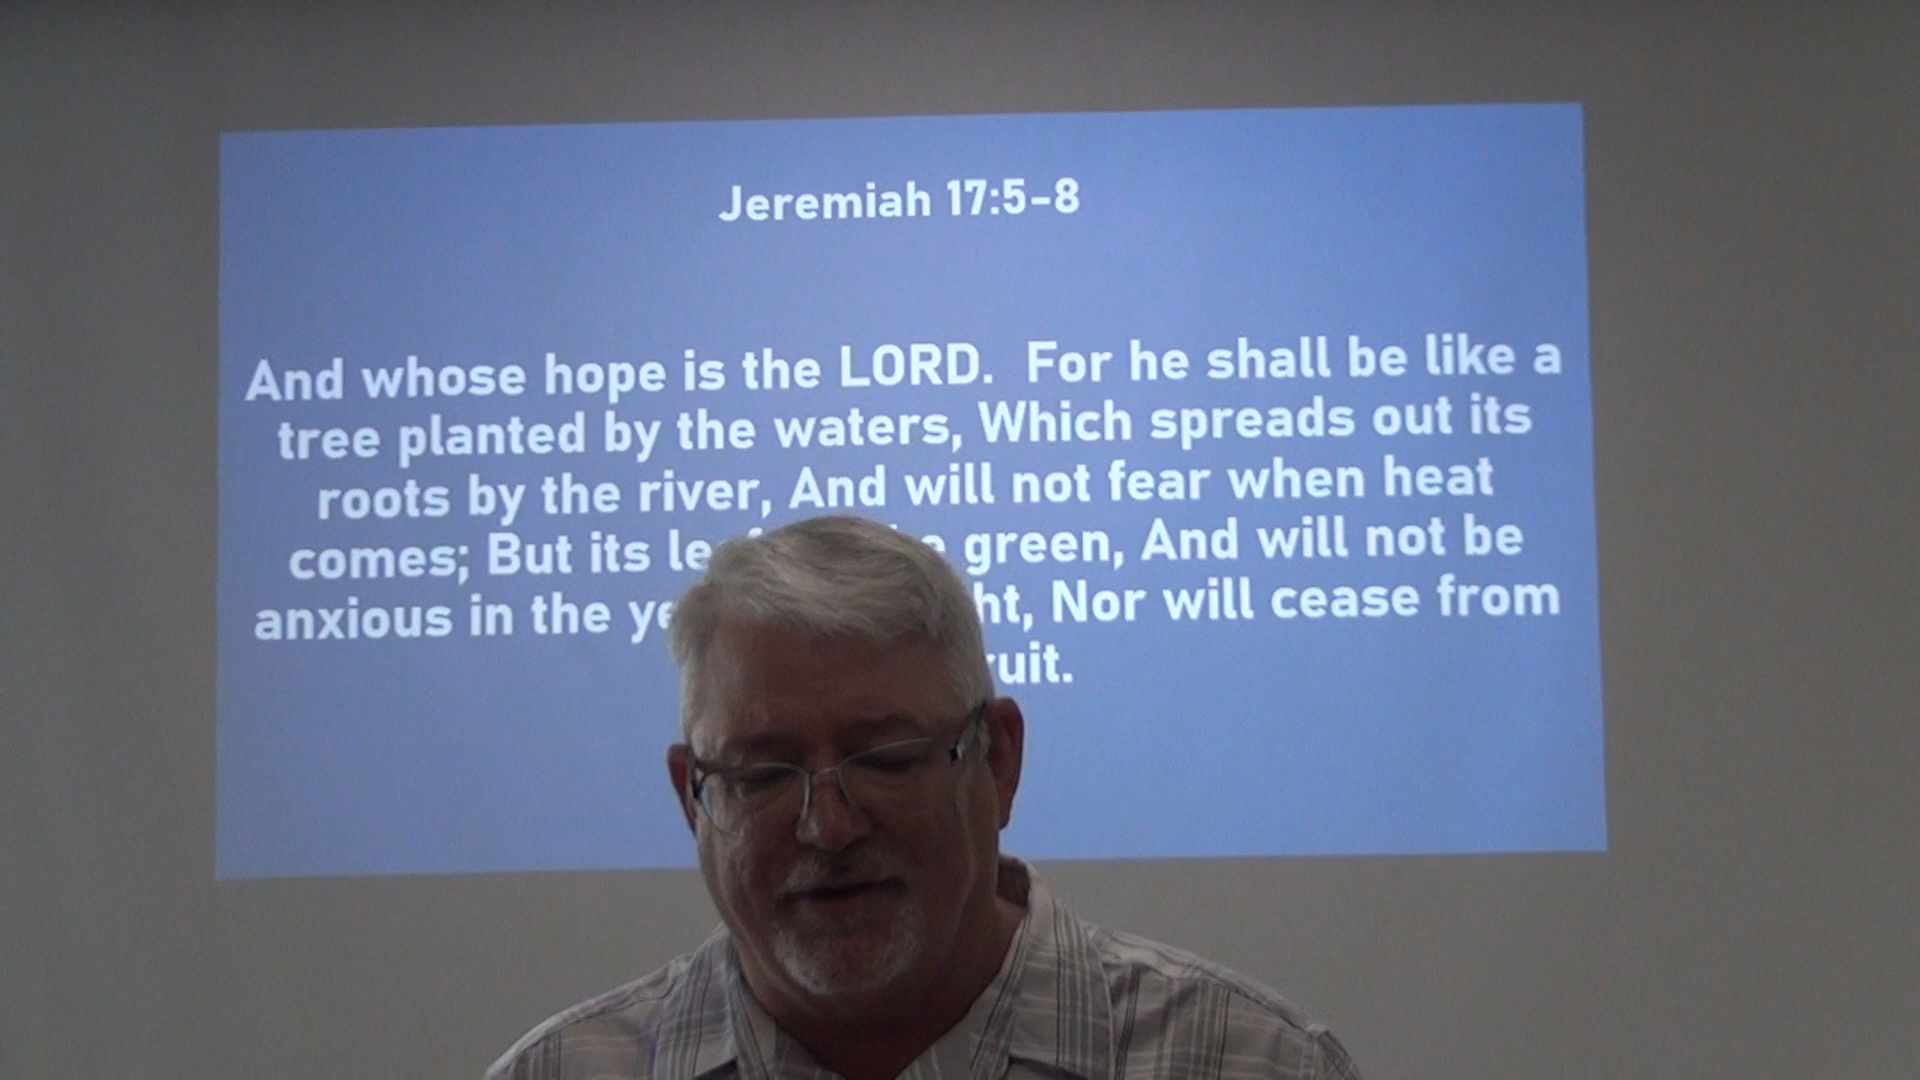 Jeremiah 17:5-8
And whose hope is the LORD. For he shall be like a
tree planted by the waters, Which spreads out its
roots by the river, And will not fear when heat
comes; But its green, And will not be
anxious in the Nor will cease from